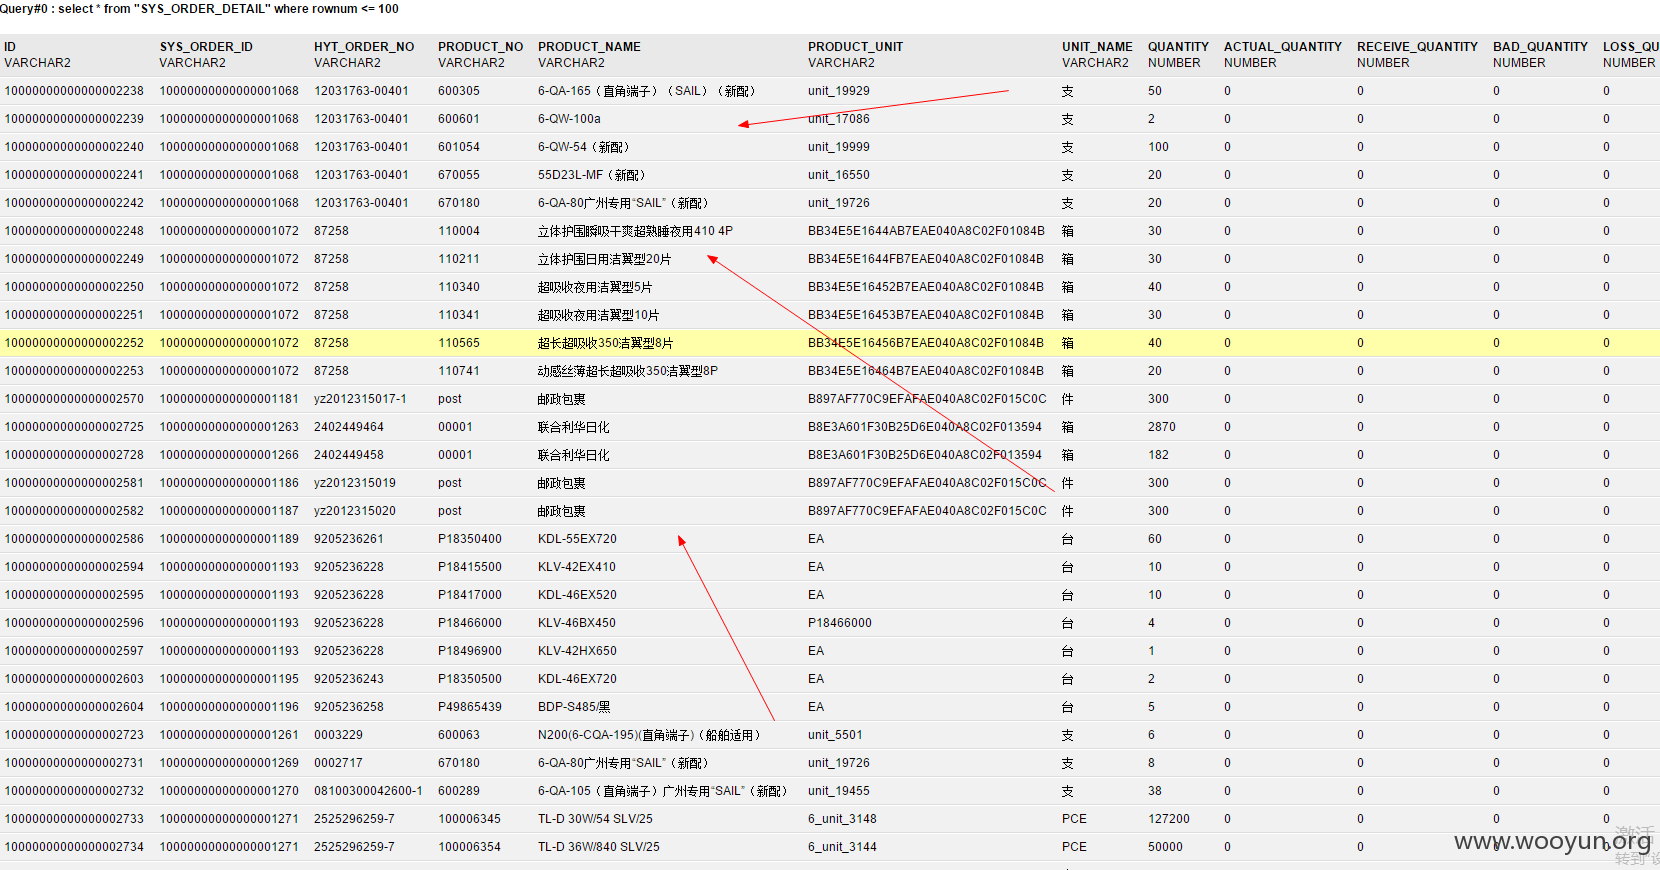 Query#0 : select * from "SYS_ORDER_DETAIL" where rownum <= 100
ID SYS_ORDER_ID HYT_ORDER_NO PRODUCT_NO PRODUCT_NAME PRODUCT_UNIT UNIT_NAME QUANTITY ACTUAL_QUANTITY RECEIVE_QUANTITY BAD_QUANTITY LOSS_QU
VARCHAR2 VARCHAR2 VARCHAR2 VARCHAR2 VARCHAR2 VARCHAR2 VARCHAR2 NUMBER NUMBER NUMBER NUMBER NUMBER
10000000000000002238 10000000000000001068 12031763-00401 600305 6-QA-165（直角端子）（SAIL）（新配） unit_19929 支 50 0 0 0 0
10000000000000002239 10000000000000001068 12031763-00401 600601 6-QW-100a unit_17086 支 2 0 0 0 0
10000000000000002240 10000000000000001068 12031763-00401 601054 6-QW-54（新配） unit_19999 支 100 0 0 0 0
10000000000000002241 10000000000000001068 12031763-00401 670055 55D23L-MF（新配） unit_16550 支 20 0 0 0 0
10000000000000002242 10000000000000001068 12031763-00401 670180 6-QA-80广州专用“SAIL”（新配） unit_19726 支 20 0 0 0 0
10000000000000002248 10000000000000001072 87258 110004 立体护围瞬吸干爽超熟睡夜用410 4P BB34E5E1644AB7EAE040A8C02F01084B 箱 30 0 0 0 0
10000000000000002249 10000000000000001072 87258 110211 立体护围日用洁翼型20片 BB34E5E1644FB7EAE040A8C02F01084B 箱 30 0 0 0 0
10000000000000002250 10000000000000001072 87258 110340 超吸收夜用洁翼型5片 BB34E5E16452B7EAE040A8C02F01084B 箱 40 0 0 0 0
10000000000000002251 10000000000000001072 87258 110341 超吸收夜用洁翼型10片 BB34E5E16453B7EAE040A8C02F01084B 箱 30 0 0 0 0
10000000000000002252 10000000000000001072 87258 110565 超长超吸收350洁翼型8片 BB34E5E16456B7EAE040A8C02F01084B 箱 40 0 0 0 0
10000000000000002253 10000000000000001072 87258 110741 动感丝薄超长超吸收350洁翼型8P BB34E5E16464B7EAE040A8C02F01084B 箱 20 0 0 0 0
10000000000000002570 10000000000000001181 yz2012315017-1 post 邮政包裹 B897AF770C9EFAFAE040A8C02F015C0C 件 300 0 0 0 0
10000000000000002725 10000000000000001263 2402449464 00001 联合利华日化 B8E3A601F30B25D6E040A8C02F013594 箱 2870 0 0 0 0
10000000000000002728 10000000000000001266 2402449458 00001 联合利华日化 B8E3A601F30B25D6E040A8C02F013594 箱 182 0 0 0 0
10000000000000002581 10000000000000001186 yz2012315019 post 邮政包裹 B897AF770C9EFAFAE040A8C02F015C0C 件 300 0 0 0 0
10000000000000002582 10000000000000001187 yz2012315020 post 邮政包裹 B897AF770C9EFAFAE040A8C02F015C0C 件 300 0 0 0 0
10000000000000002586 10000000000000001189 9205236261 P18350400 KDL-55EX720 EA 台 60 0 0 0 0
10000000000000002594 10000000000000001193 9205236228 P18415500 KLV-42EX410 EA 台 10 0 0 0 0
10000000000000002595 10000000000000001193 9205236228 P18417000 KDL-46EX520 EA 台 10 0 0 0 0
10000000000000002596 10000000000000001193 9205236228 P18466000 KLV-46BX450 P18466000 台 4 0 0 0 0
10000000000000002597 10000000000000001193 9205236228 P18496900 KLV-42HX650 EA 台 1 0 0 0 0
10000000000000002603 10000000000000001195 9205236243 P18350500 KDL-46EX720 EA 台 2 0 0 0 0
10000000000000002604 10000000000000001196 9205236258 P49865439 BDP-S485/黑 EA 台 5 0 0 0 0
10000000000000002723 10000000000000001261 0003229 600063 N200(6-CQA-195)(直角端子)（船舶适用） unit_5501 支 6 0 0 0 0
10000000000000002731 10000000000000001269 0002717 670180 6-QA-80广州专用“SAIL”（新配） unit_19726 支 8 0 0 0 0
10000000000000002732 10000000000000001270 08100300042600-1 600289 6-QA-105（直角端子）广州专用“SAIL”（新配） unit_19455 支 38 0 0 0 0
10000000000000002733 10000000000000001271 2525296259-7 100006345 TL-D 30W/54 SLV/25 6_unit_3148 PCE 127200 0 0 0 0
10000000000000002734 10000000000000001271 2525296259-7 100006354 TL-D 36W/840 SLV/25 6_unit_3144 PCE 50000 0 0 0 0
www.wooyun.org
激活
转到"设